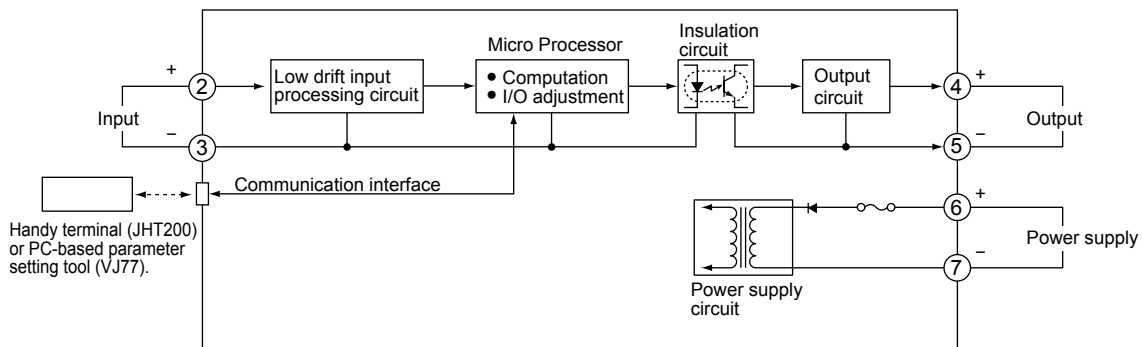 Insulation
circuit
Micro Processor
+
2
Low drift input
processing circuit
● Computation
● I/O adjustment
Output
circuit
4
+
Input
Output
−
3
5
−
Communication interface
Handy terminal (JHT200)
or PC-based parameter
setting tool (VJ77).
6
+
Power supply
7
−
Power supply
circuit